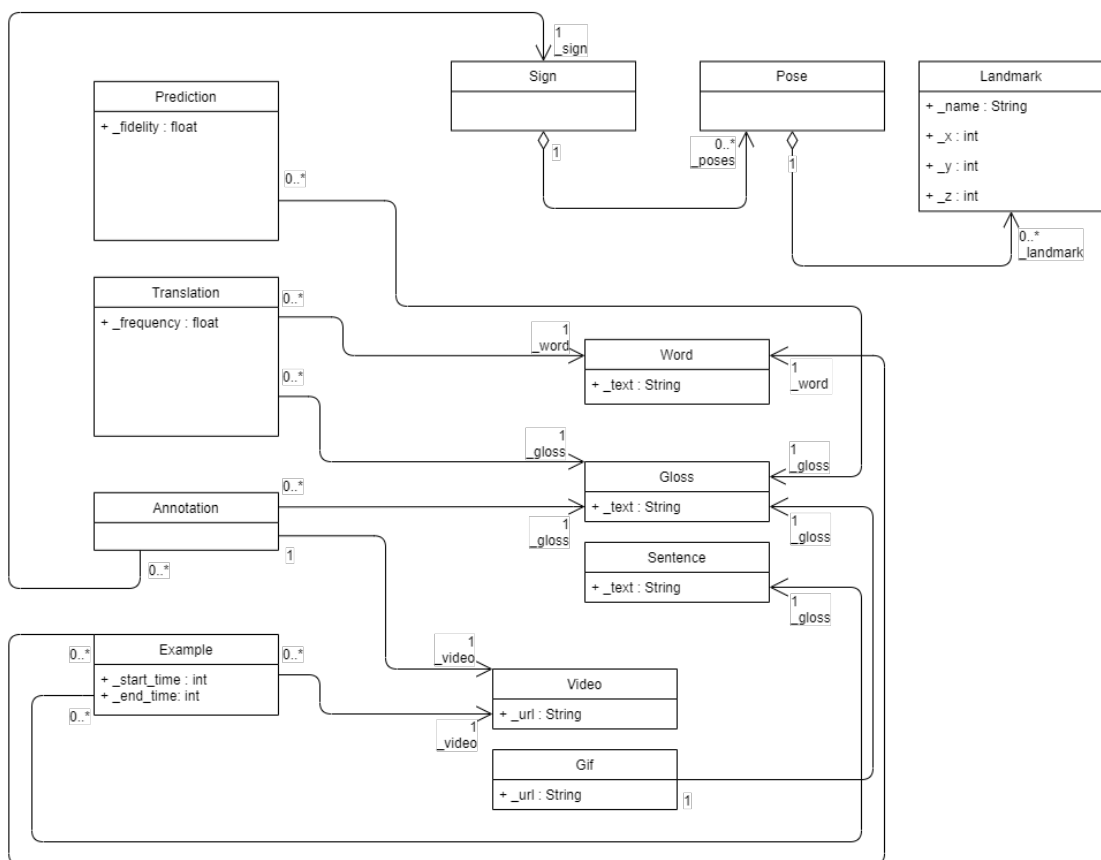 1
_sign
Sign
Pose
Landmark
+ _name : String
+ _x : int
+ _y : int
+ _z : int
Prediction
+ _fidelity : float
1
0..*
_poses
1
0..*
0..*
_landmark
Translation
+ _frequency : float
0..*
1
_word
Word
+ _text : String
1
_word
0..*
1
_gloss
Gloss
+ _text : String
1
_gloss
Annotation
0..*
1
_gloss
1
_gloss
1
0..*
Sentence
+ _text : String
1
_gloss
Example
+ _start_time : int
+ _end_time: int
0..*
0..*
0..*
1
_video
Video
+ _url : String
1
_video
Gif
+ _url : String
1